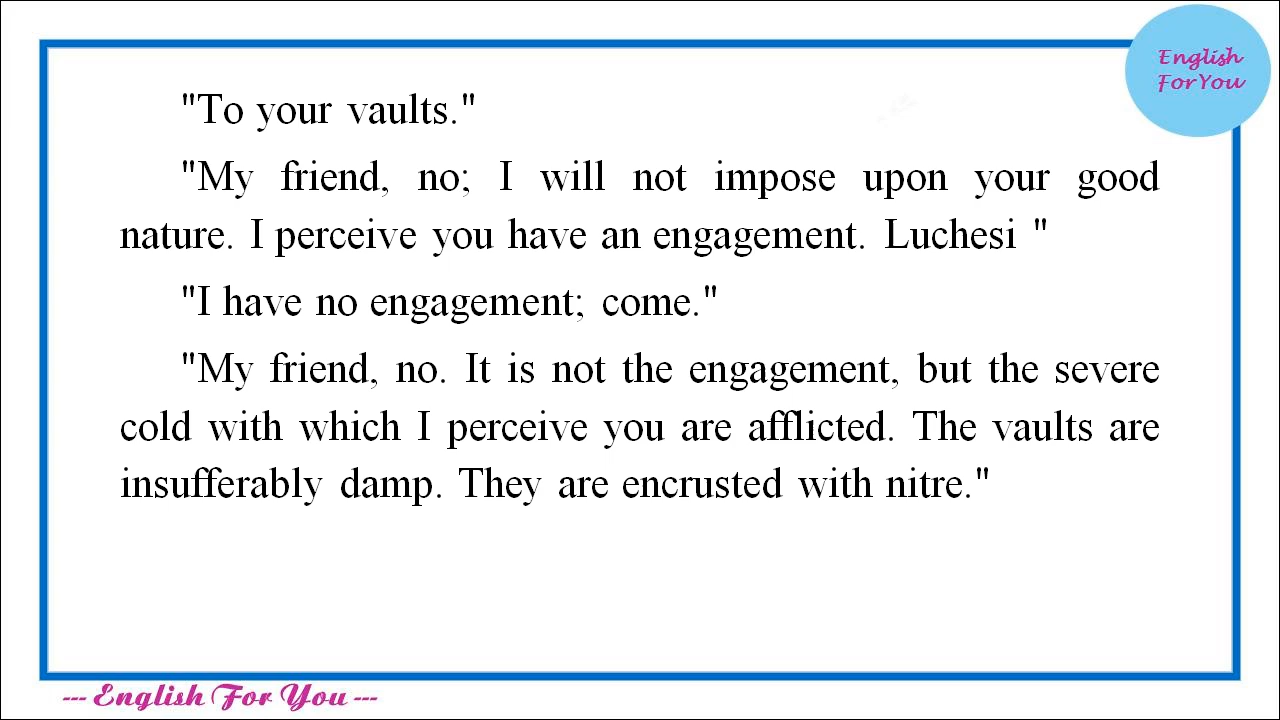 English
ForYou
"To your vaults."
"My friend, no; I will not impose upon your good
nature. I perceive you have an engagement. Luchesi "
"I have no engagement; come."
"My friend, no. It is not the engagement, but the severe
cold with which I perceive you are afflicted. The vaults are
insufferably damp. They are encrusted with nitre."
--- English For You ---